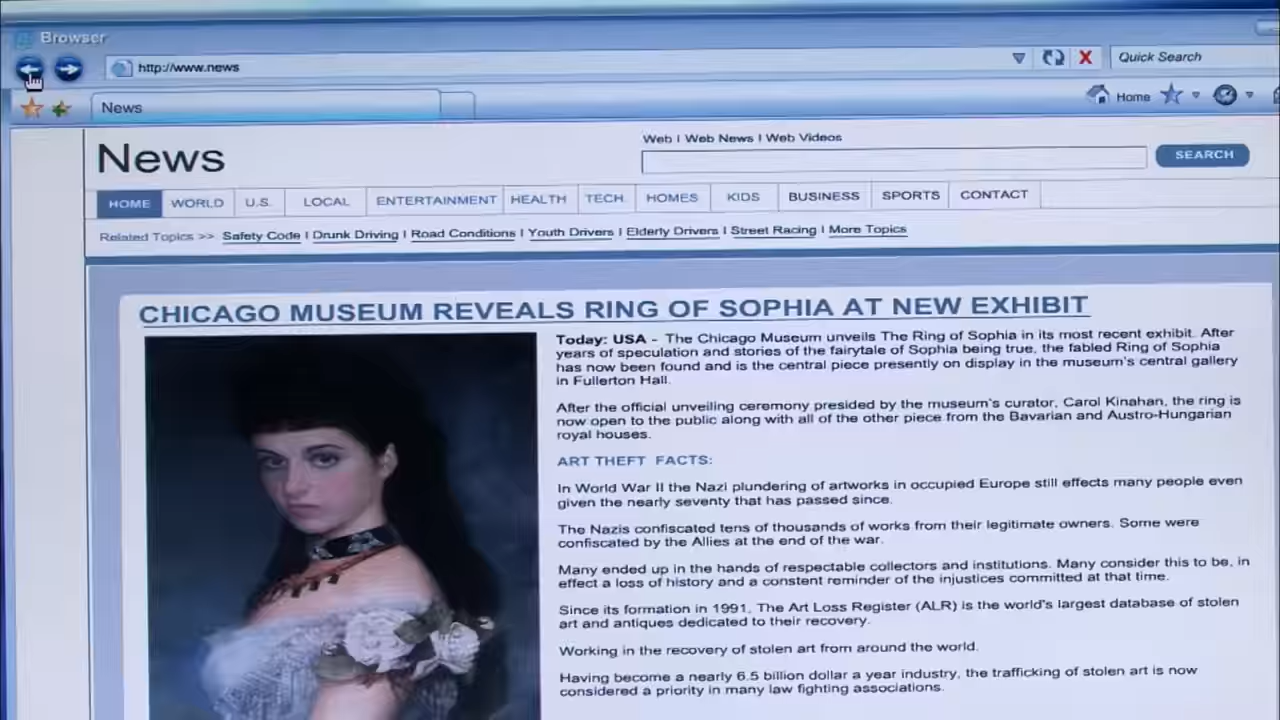 Browser
http://www.news
Quick Search
News
Home
News
Web | Web News | Web Videos
SEARCH
HOME WORLD U.S. LOCAL ENTERTAINMENT HEALTH TECH. HOMES KIDS BUSINESS SPORTS CONTACT
Related Topics >> Safety Code | Drunk Driving | Road Conditions | Youth Drivers | Elderly Drivers | Street Racing | More Topics
CHICAGO MUSEUM REVEALS RING OF SOPHIA AT NEW EXHIBIT
Today: USA - The Chicago Museum unveils The Ring of Sophia in its most recent exhibit. After
years of speculation and stories of the fairytale of Sophia being true, the fabled Ring of Sophia
has now been found and is the central piece presently on display in the museum's central gallery
in Fullerton Hall.
After the official unveiling ceremony presided by the museum's curator, Carol Kinahan, the ring is
now open to the public along with all of the other piece from the Bavarian and Austro-Hungarian
royal houses.
ART THEFT FACTS:
In World War II the Nazi plundering of artworks in occupied Europe still effects many people even
given the nearly seventy that has passed since.
The Nazis confiscated tens of thousands of works from their legitimate owners. Some were
confiscated by the Allies at the end of the war.
Many ended up in the hands of respectable collectors and institutions. Many consider this to be, in
effect a loss of history and a constent reminder of the injustices committed at that time.
Since its formation in 1991, The Art Loss Register (ALR) is the world's largest database of stolen
art and antiques dedicated to their recovery.
Working in the recovery of stolen art from around the world.
Having become a nearly 6.5 billion dollar a year industry, the trafficking of stolen art is now
considered a priority in many law fighting associations.